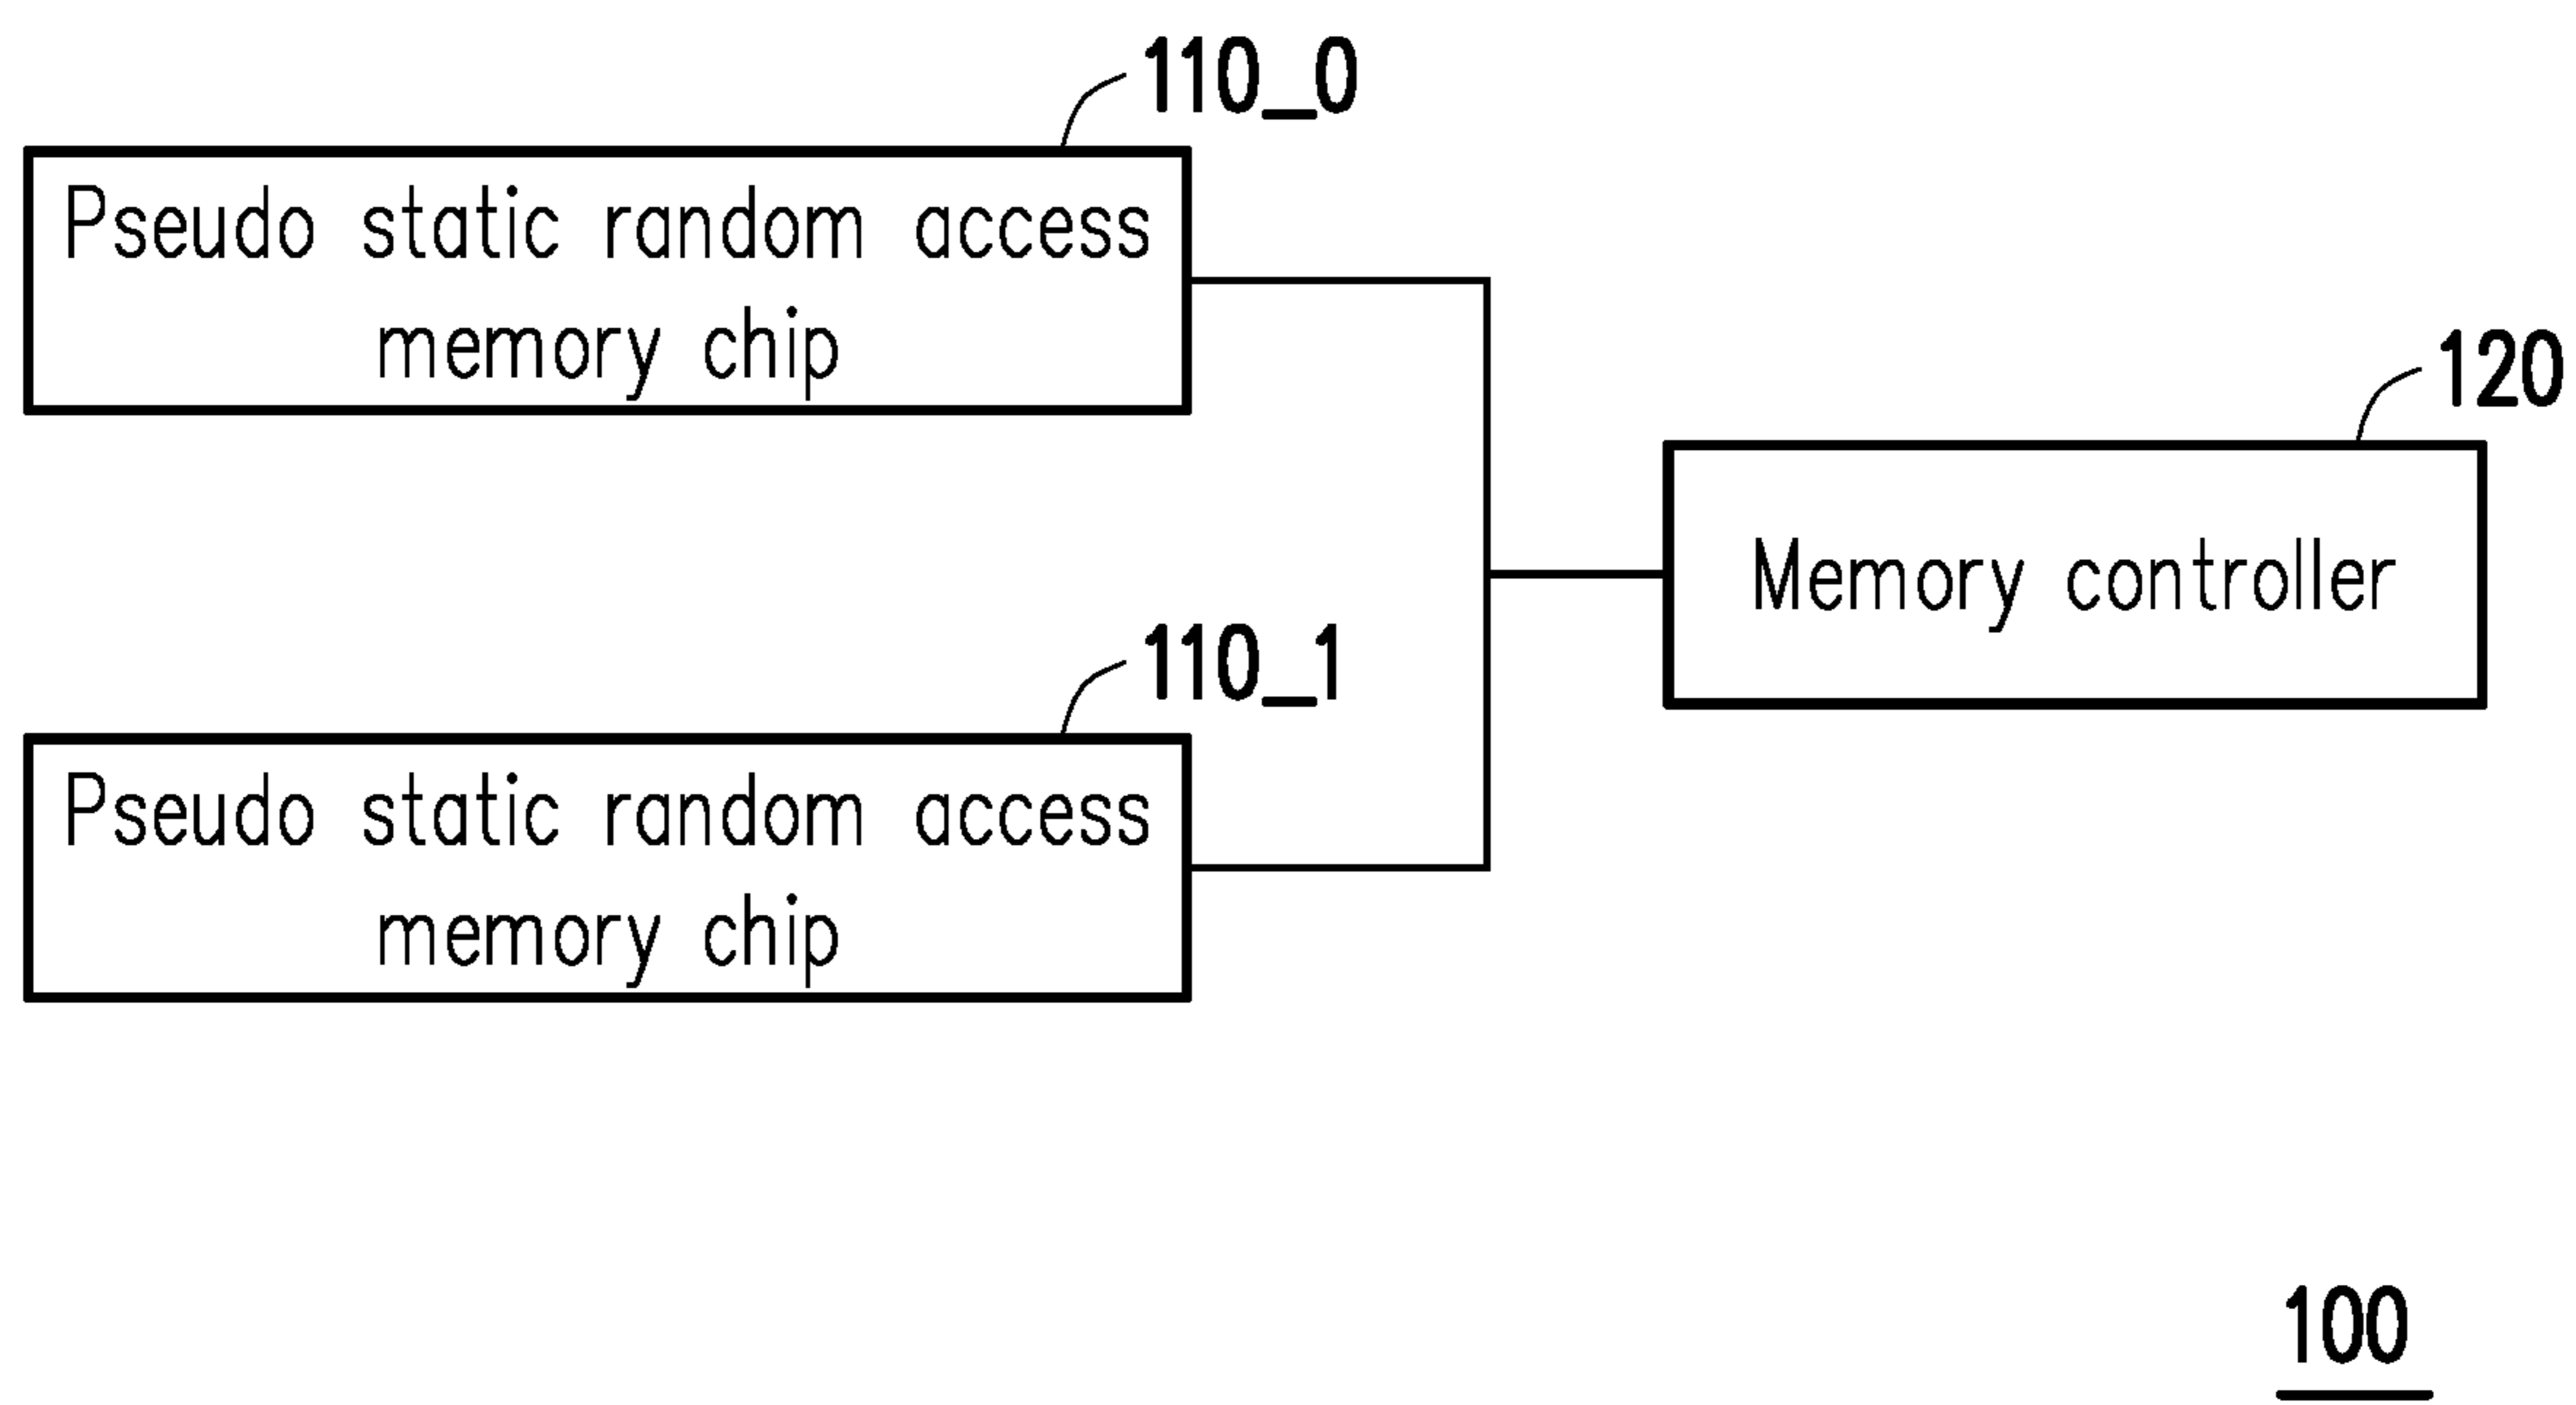 110_0
Pseudo static random access
memory chip
120
Memory controller
110_1
Pseudo static random access
memory chip
100